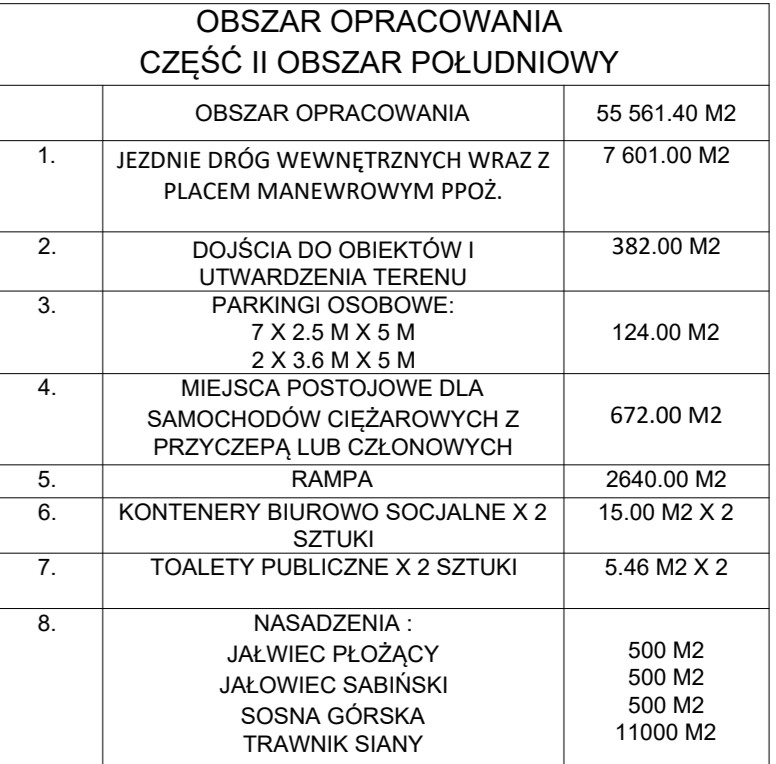 OBSZAR OPRACOWANIA
CZĘŚĆ II OBSZAR POŁUDNIOWY
OBSZAR OPRACOWANIA 55 561.40 M2
1. JEZDNIE DRÓG WEWNĘTRZNYCH WRAZ Z 7 601.00 M2
PLACEM MANEWROWYM PPOŻ.
2. DOJŚCIA DO OBIEKTÓW I 382.00 M2
UTWARDZENIA TERENU
3. PARKINGI OSOBOWE:
7 X 2.5 M X 5 M 124.00 M2
2 X 3.6 M X 5 M
4. MIEJSCA POSTOJOWE DLA
SAMOCHODÓW CIĘŻAROWYCH Z 672.00 M2
PRZYCZEPĄ LUB CZŁONOWYCH
5. RAMPA 2640.00 M2
6. KONTENERY BIUROWO SOCJALNE X 2 15.00 M2 X 2
SZTUKI
7. TOALETY PUBLICZNE X 2 SZTUKI 5.46 M2 X 2
8. NASADZENIA :
JAŁWIEC PŁOŻĄCY 500 M2
JAŁOWIEC SABIŃSKI 500 M2
SOSNA GÓRSKA 500 M2
TRAWNIK SIANY 11000 M2